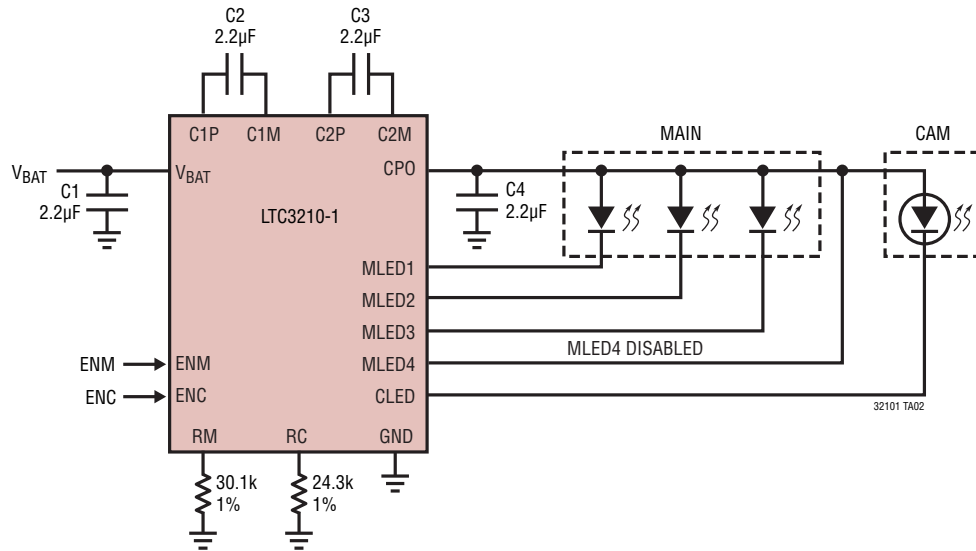 C2
2.2μF
C3
2.2μF
C1P
C1M
C2P
C2M
MAIN
CAM
VBAT
VBAT
CPO
C1
2.2μF
C4
2.2μF
LTC3210-1
MLED1
MLED2
MLED3
MLED4 DISABLED
ENM
ENM
MLED4
ENC
ENC
CLED
32101 TA02
RM
RC
GND
30.1k
1%
24.3k
1%